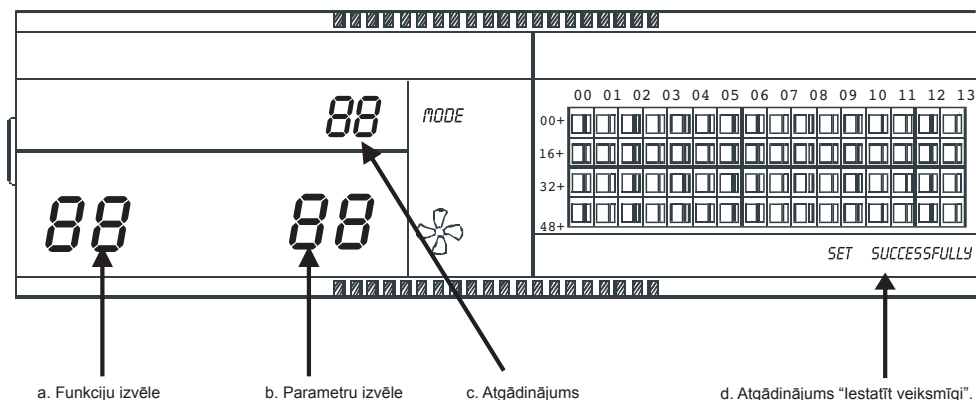 00 01 02 03 04 05 06 07 08 09 10 11 12 13
88 MODE
00+
16+
32+
48+
88 88
SET SUCCESSFULLY
a. Funkciju izvēle b. Parametru izvēle c. Atgādinājums d. Atgādinājums “Iestatīt veiksmīgi”.